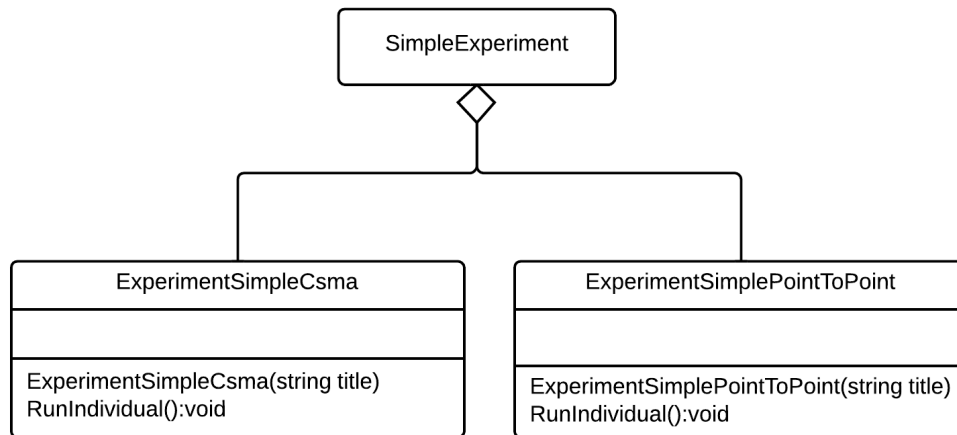 SimpleExperiment
ExperimentSimpleCsma
ExperimentSimpleCsma(string title)
RunIndividual():void
ExperimentSimplePointToPoint
ExperimentSimplePointToPoint(string title)
RunIndividual():void